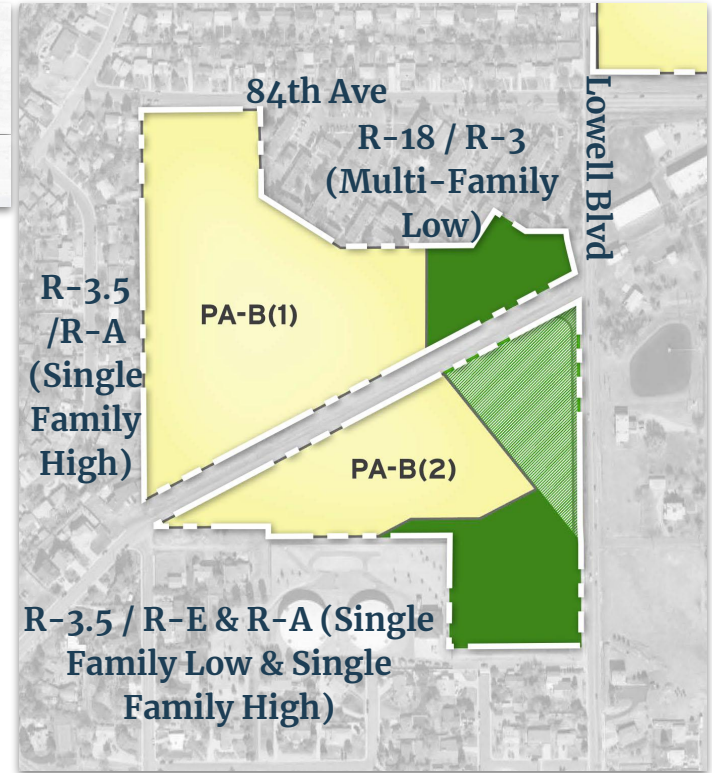 84th Ave
Lowell Blvd
R-18 / R-3
(Multi-Family
Low)
R-3.5
/R-A
(Single
Family
High)
PA-B(1)
PA-B(2)
R-3.5 / R-E & R-A (Single
Family Low & Single
Family High)